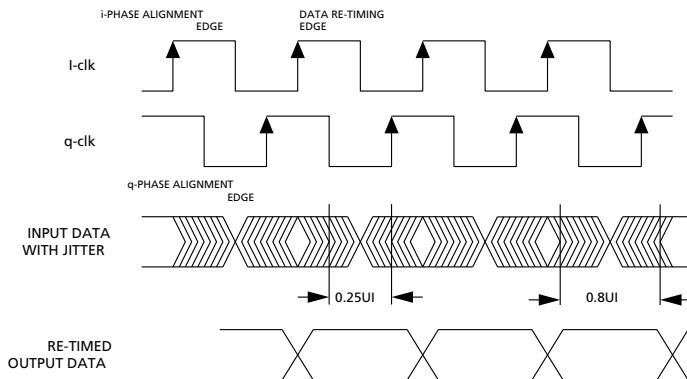 i-PHASE ALIGNMENT
EDGE
DATA RE-TIMING
EDGE
I-clk
q-clk
q-PHASE ALIGNMENT
EDGE
INPUT DATA
WITH JITTER
0.25UI
0.8UI
RE-TIMED
OUTPUT DATA